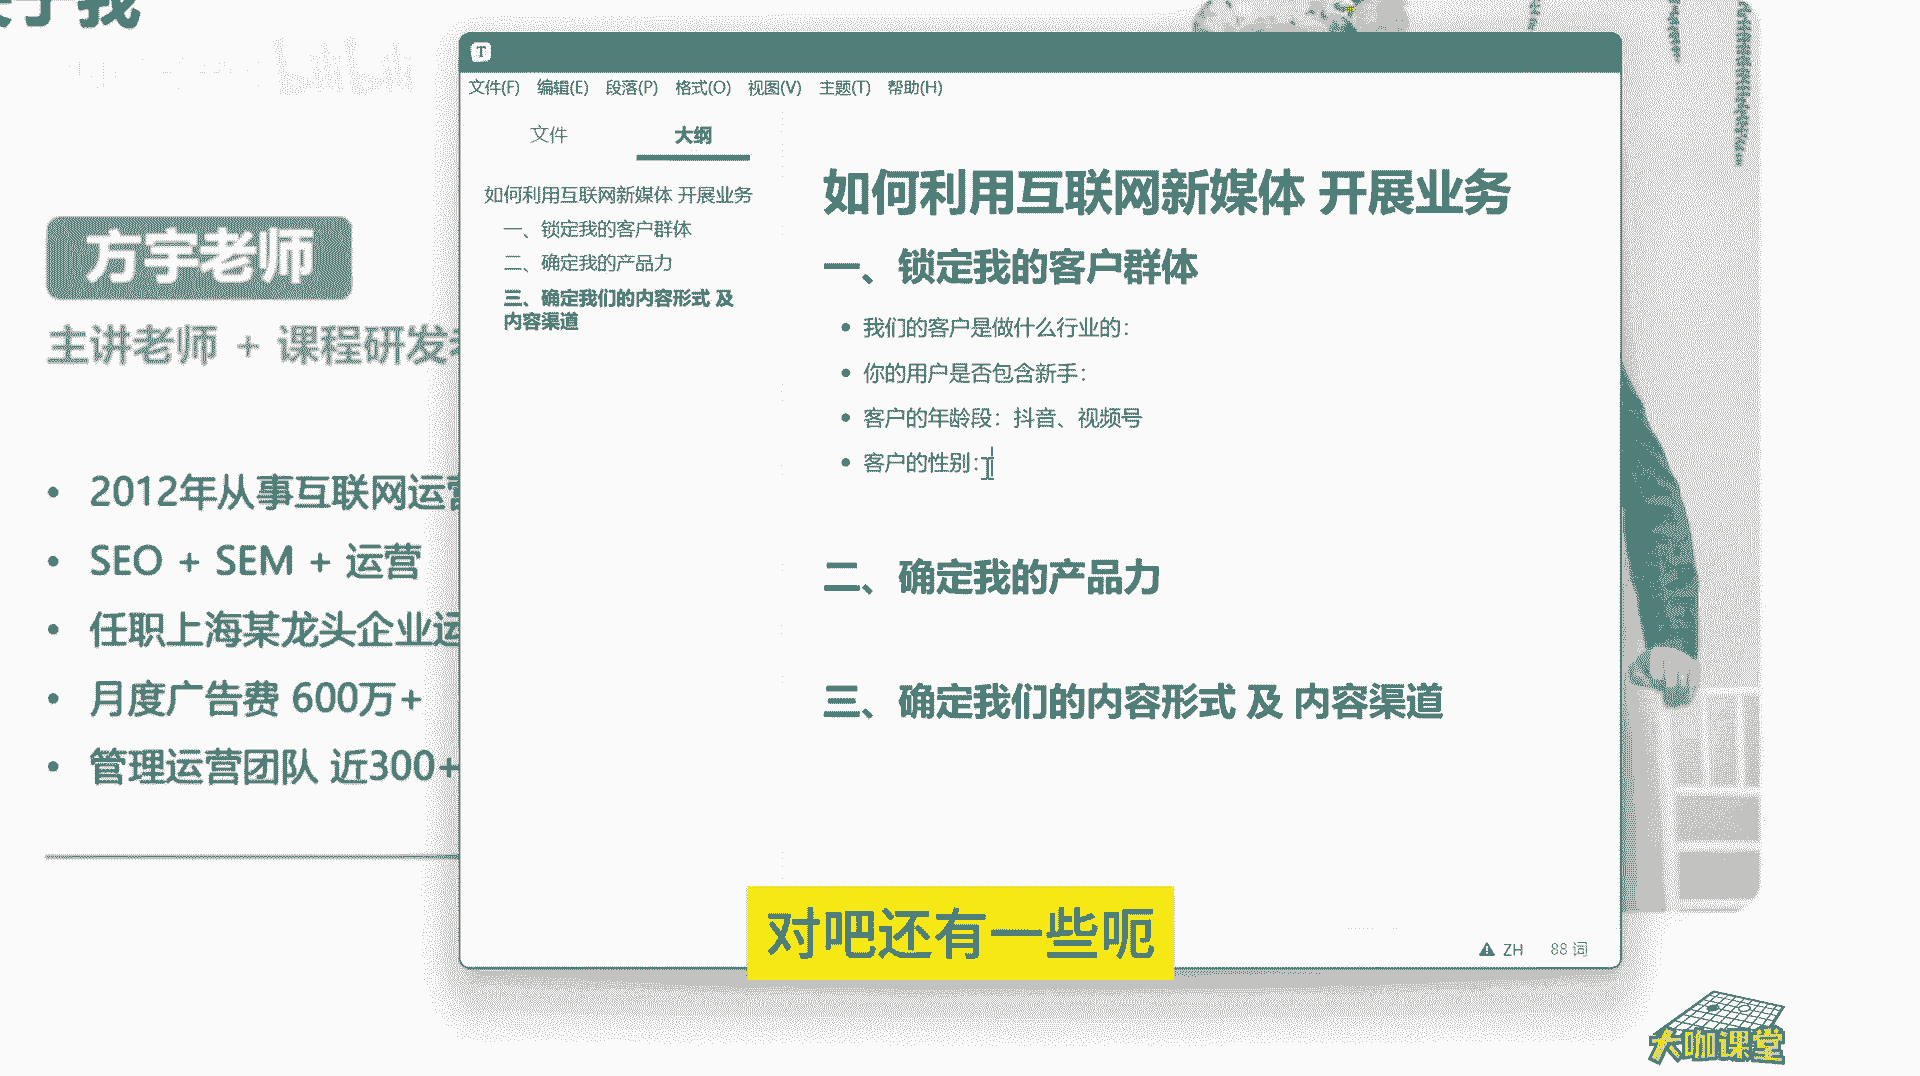 bilibili
方宇老师
主讲老师 + 课程研发
2012年从事互联网运营
SEO + SEM + 运营
任职上海某龙头企业运
月度广告费 600万+
管理运营团队 近300+
T
文件(F) 编辑(E) 段落(P) 格式(O) 视图(V) 主题(T) 帮助(H)
文件 大纲
如何利用互联网新媒体 开展业务
一、锁定我的客户群体
二、确定我的产品力
三、确定我们的内容形式 及
内容渠道
如何利用互联网新媒体 开展业务
一、锁定我的客户群体
我们的客户是做什么行业的:
你的用户是否包含新手:
客户的年龄段: 抖音、视频号
客户的性别:
二、确定我的产品力
三、确定我们的内容形式 及 内容渠道
ZH 88 词
对吧还有一些呃
大咖课堂